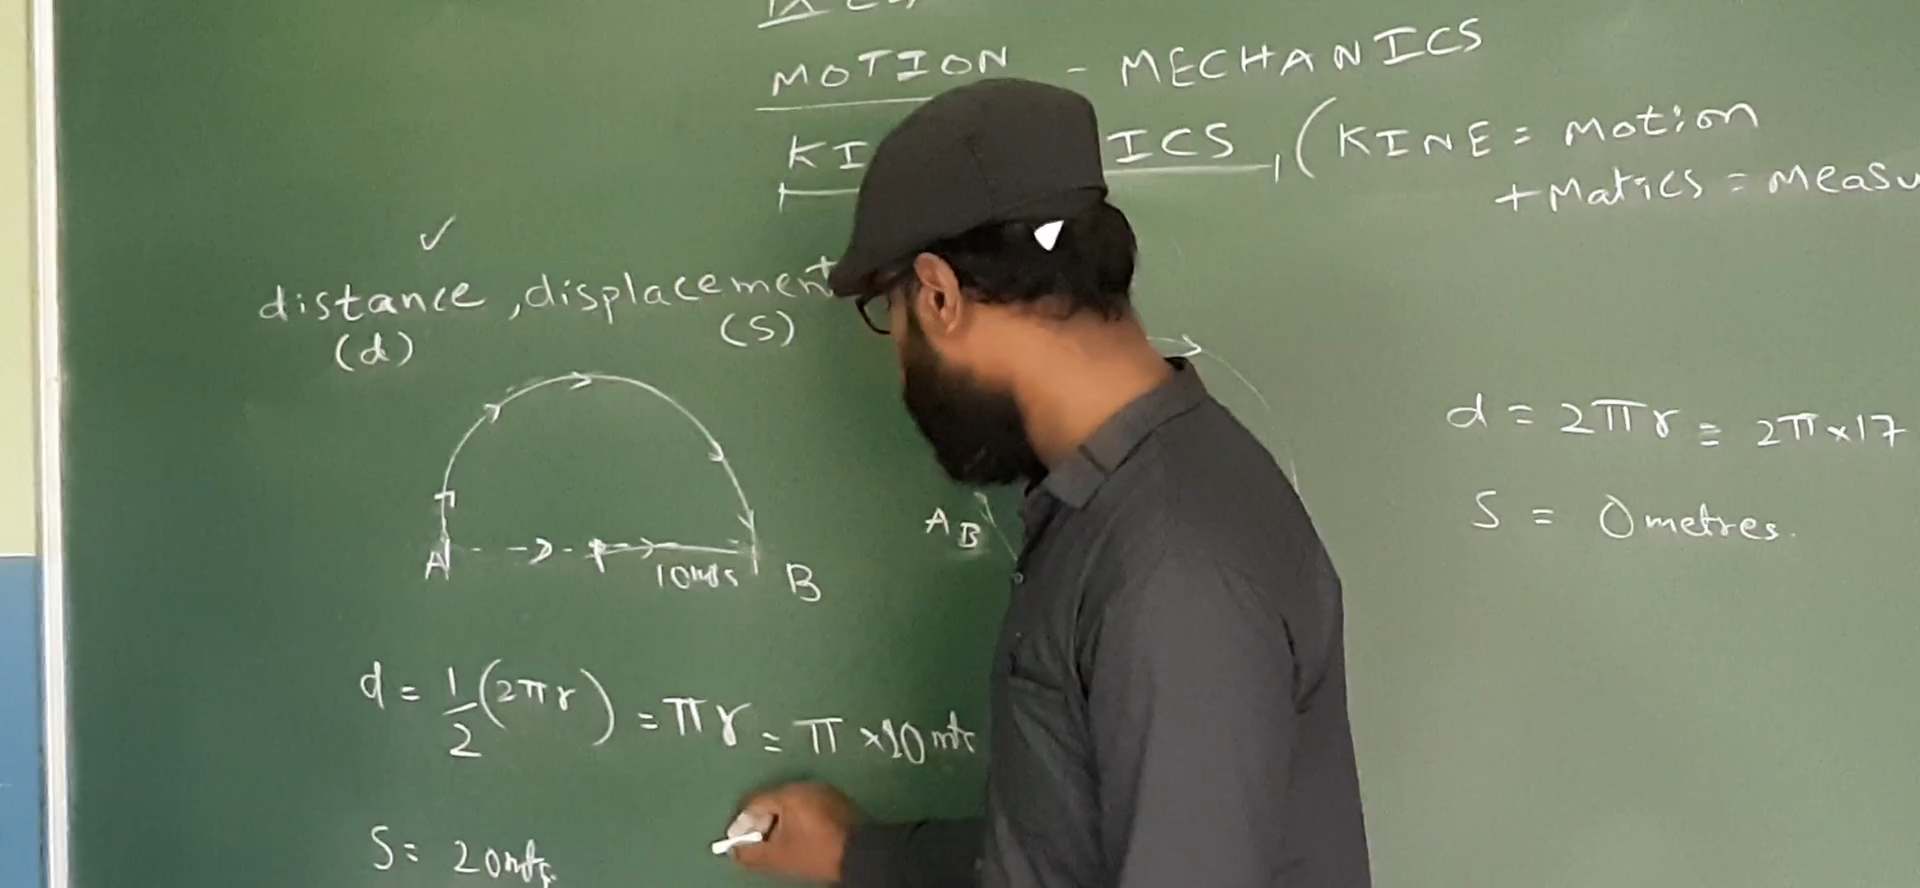 MOTION - MECHANICS
KI ICS, (KINE = Motion
+ Matics = Measu
✓
distance, displacement
(d) (S)
A 10mts B
A B
d = 2πr = 2π×17
S = 0 metres.
d = 1/2 (2πr) = πr = π ×10 mts
S = 20mts.